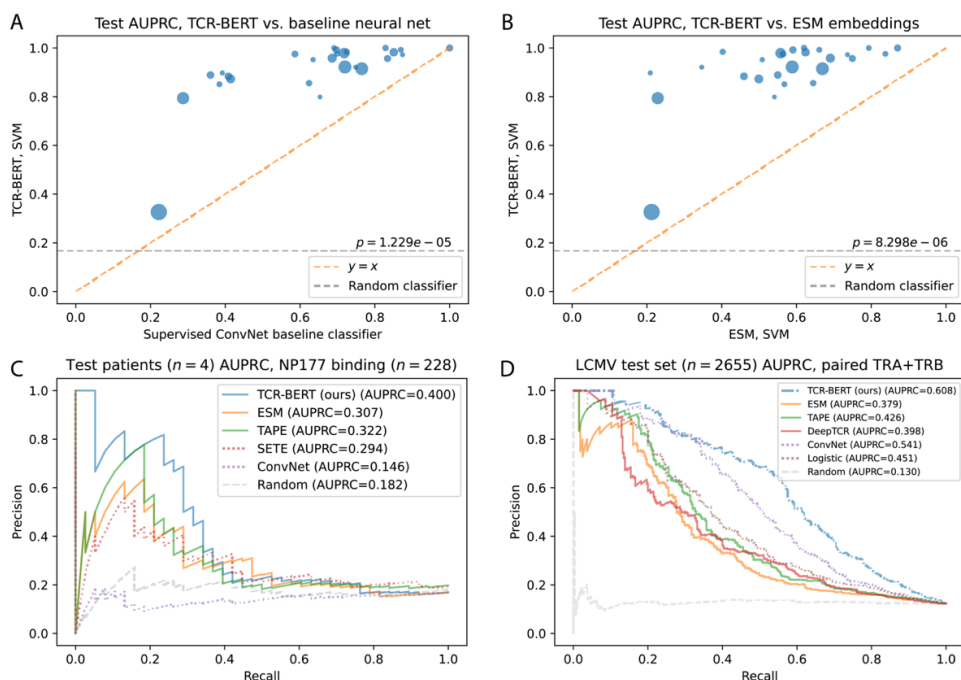 A
Test AUPRC, TCR-BERT vs. baseline neural net
1.0
0.8
0.6
0.4
0.2
0.0
TCR-BERT, SVM
p = 1.229e − 05
y = x
Random classifier
0.0 0.2 0.4 0.6 0.8 1.0
Supervised ConvNet baseline classifier
B
Test AUPRC, TCR-BERT vs. ESM embeddings
1.0
0.8
0.6
0.4
0.2
0.0
TCR-BERT, SVM
p = 8.298e − 06
y = x
Random classifier
0.0 0.2 0.4 0.6 0.8 1.0
ESM, SVM
C
Test patients (n = 4) AUPRC, NP177 binding (n = 228)
1.0
0.8
0.6
0.4
0.2
0.0
Precision
TCR-BERT (ours) (AUPRC=0.400)
ESM (AUPRC=0.307)
TAPE (AUPRC=0.322)
SETE (AUPRC=0.294)
ConvNet (AUPRC=0.146)
Random (AUPRC=0.182)
0.0 0.2 0.4 0.6 0.8 1.0
Recall
D
LCMV test set (n = 2655) AUPRC, paired TRA+TRB
1.0
0.8
0.6
0.4
0.2
0.0
Precision
TCR-BERT (ours) (AUPRC=0.608)
ESM (AUPRC=0.379)
TAPE (AUPRC=0.426)
DeepTCR (AUPRC=0.398)
ConvNet (AUPRC=0.541)
Logistic (AUPRC=0.451)
Random (AUPRC=0.130)
0.0 0.2 0.4 0.6 0.8 1.0
Recall